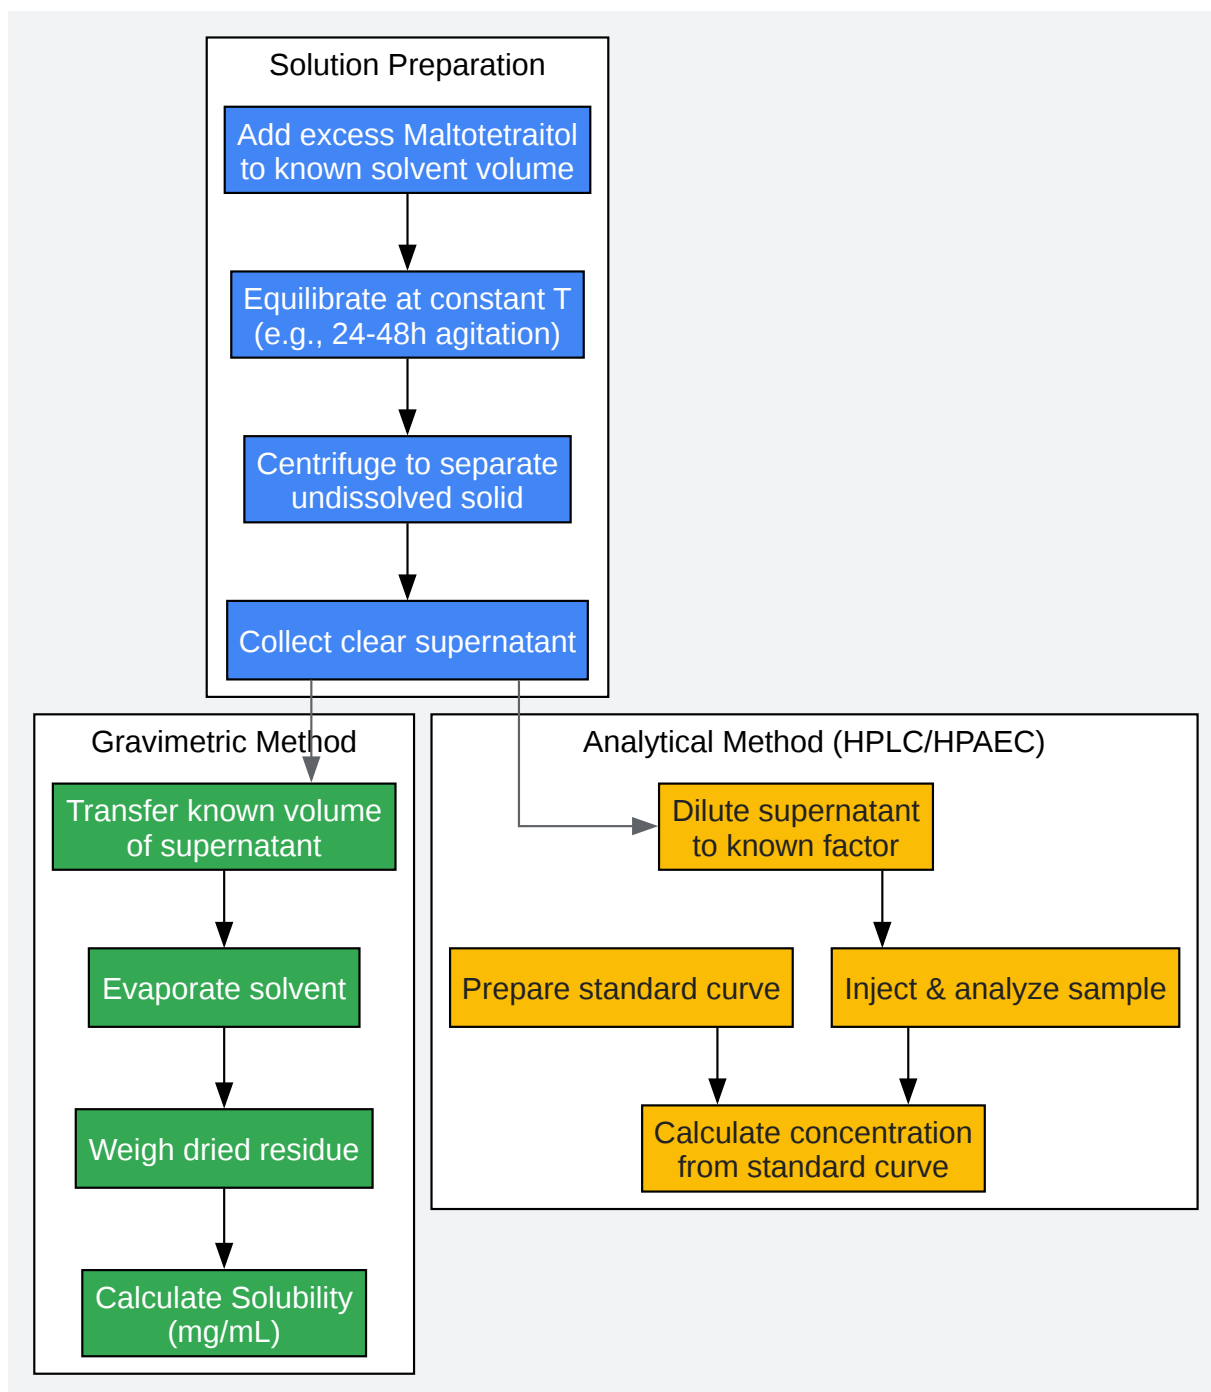 Solution Preparation
Add excess Maltotetraitol
to known solvent volume
Equilibrate at constant T
(e.g., 24-48h agitation)
Centrifuge to separate
undissolved solid
Collect clear supernatant
Gravimetric Method
Transfer known volume
of supernatant
Evaporate solvent
Weigh dried residue
Calculate Solubility
(mg/mL)
Analytical Method (HPLC/HPAEC)
Dilute supernatant
to known factor
Prepare standard curve
Inject & analyze sample
Calculate concentration
from standard curve